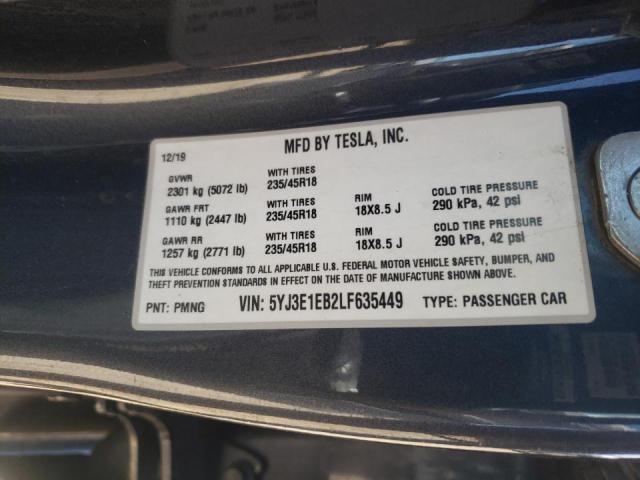 MFD BY TESLA, INC.
12/19
GVWR WITH TIRES
2301 kg (5072 lb) 235/45R18
GAWR FRT WITH TIRES RIM COLD TIRE PRESSURE
1110 kg (2447 lb) 235/45R18 18X8.5 J 290 kPa, 42 psi
GAWR RR WITH TIRES RIM COLD TIRE PRESSURE
1257 kg (2771 lb) 235/45R18 18X8.5 J 290 kPa, 42 psi
THIS VEHICLE CONFORMS TO ALL APPLICABLE U.S. FEDERAL MOTOR VEHICLE SAFETY, BUMPER, AND
THEFT PREVENTION STANDARDS IN EFFECT ON THE DATE OF MANUFACTURE SHOWN ABOVE.
PNT: PMNG VIN: 5YJ3E1EB2LF635449 TYPE: PASSENGER CAR